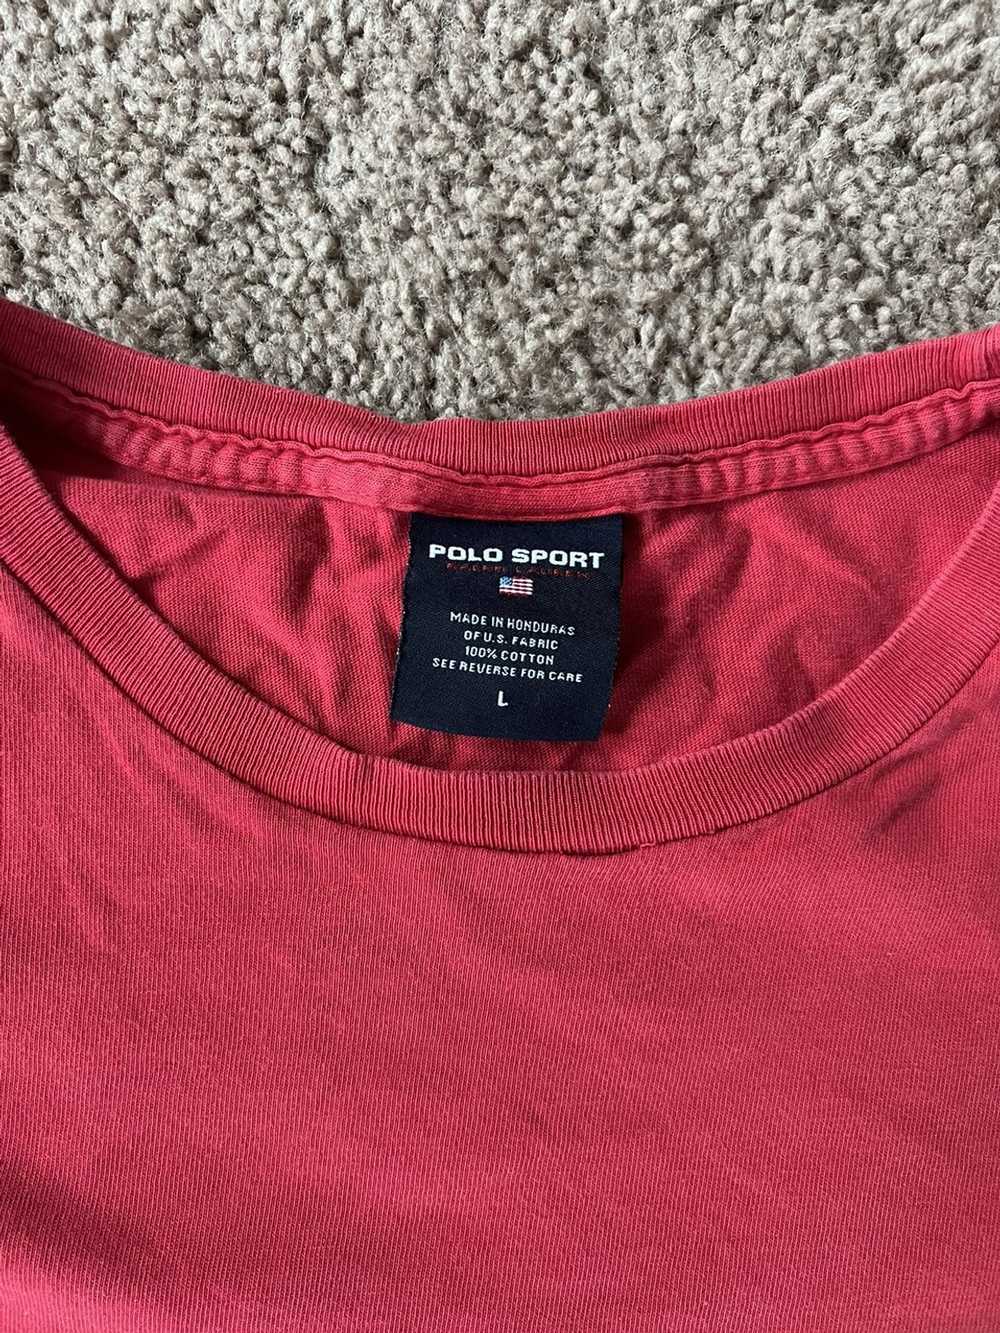 POLO SPORT
MADE IN HONDURAS
OF U.S. FABRIC
100% COTTON
SEE REVERSE FOR CARE
L